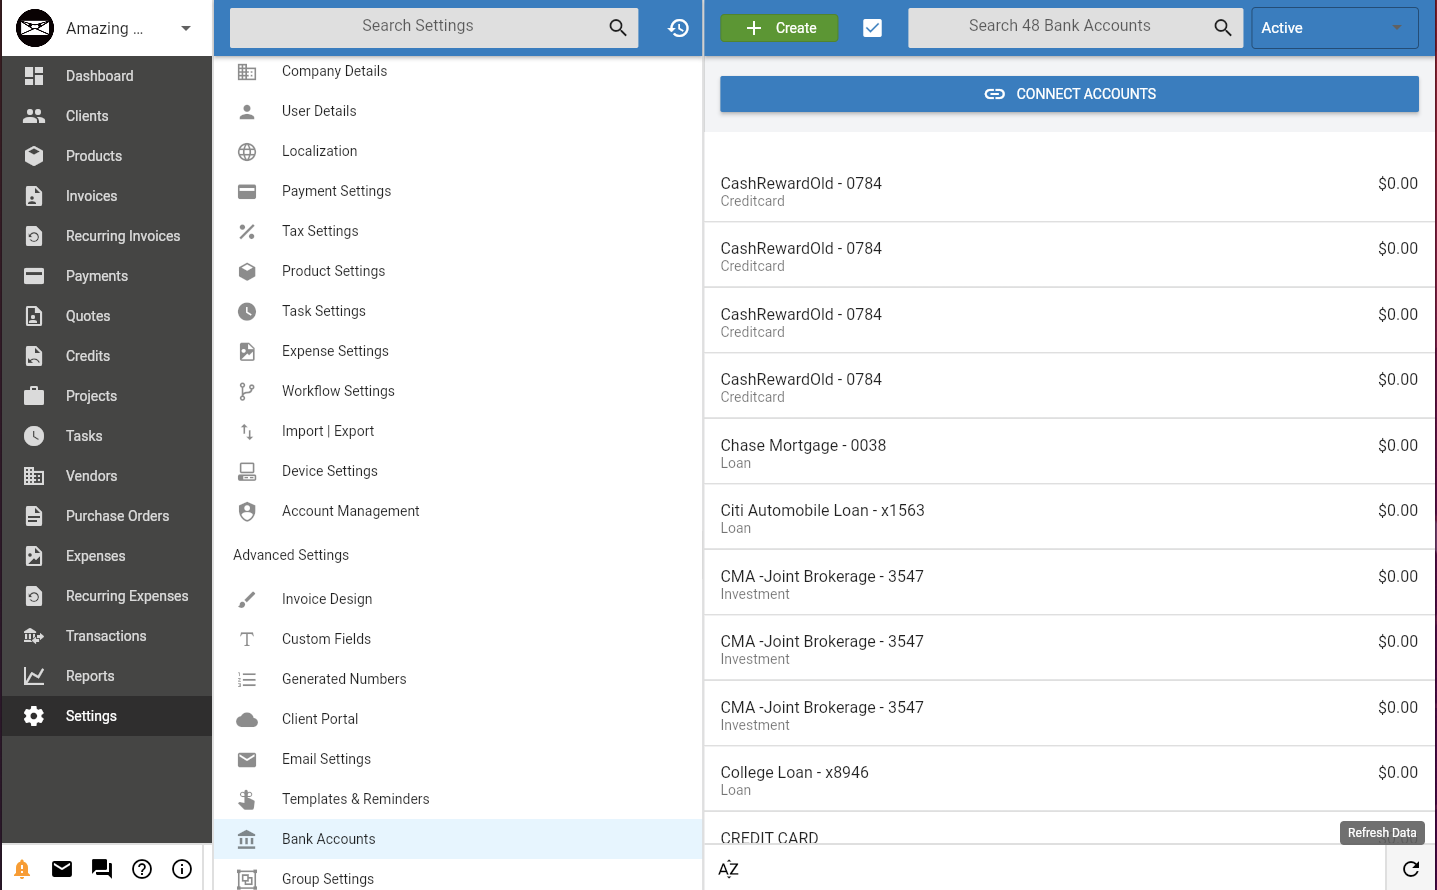 Amazing ...
Dashboard
Clients
Products
Invoices
Recurring Invoices
Payments
Quotes
Credits
Projects
Tasks
Vendors
Purchase Orders
Expenses
Recurring Expenses
Transactions
Reports
Settings
Search Settings
Company Details
User Details
Localization
Payment Settings
Tax Settings
Product Settings
Task Settings
Expense Settings
Workflow Settings
Import | Export
Device Settings
Account Management
Advanced Settings
Invoice Design
Custom Fields
Generated Numbers
Client Portal
Email Settings
Templates & Reminders
Bank Accounts
Group Settings
Create
Search 48 Bank Accounts
Active
CONNECT ACCOUNTS
CashRewardOld - 0784 $0.00
Creditcard
CashRewardOld - 0784 $0.00
Creditcard
CashRewardOld - 0784 $0.00
Creditcard
CashRewardOld - 0784 $0.00
Creditcard
Chase Mortgage - 0038 $0.00
Loan
Citi Automobile Loan - x1563 $0.00
Loan
CMA -Joint Brokerage - 3547 $0.00
Investment
CMA -Joint Brokerage - 3547 $0.00
Investment
CMA -Joint Brokerage - 3547 $0.00
Investment
College Loan - x8946 $0.00
Loan
CREDIT CARD
Refresh Data
AZ